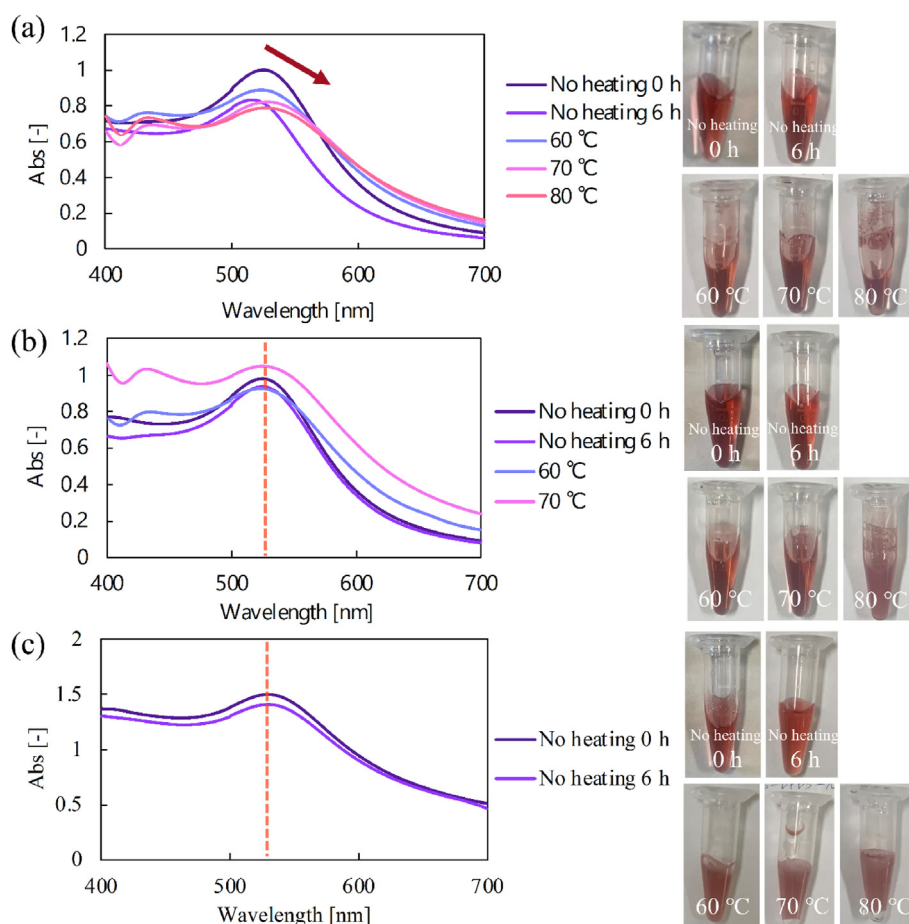 (a)
1.2
1
0.8
0.6
0.4
0.2
0
Abs [-]
400 500 600 700
Wavelength [nm]
No heating 0 h
No heating 6 h
60 ℃
70 ℃
80 ℃
No heating
0 h
No heating
6 h
60 ℃
70 ℃
80 ℃
(b)
1.2
1
0.8
0.6
0.4
0.2
0
Abs [-]
400 500 600 700
Wavelength [nm]
No heating 0 h
No heating 6 h
60 ℃
70 ℃
No heating
0 h
No heating
6 h
60 ℃
70 ℃
80 ℃
(c)
2
1.5
1
0.5
0
Abs [-]
400 500 600 700
Wavelength [nm]
No heating 0 h
No heating 6 h
No heating
0 h
No heating
6 h
60 ℃
70 ℃
80 ℃